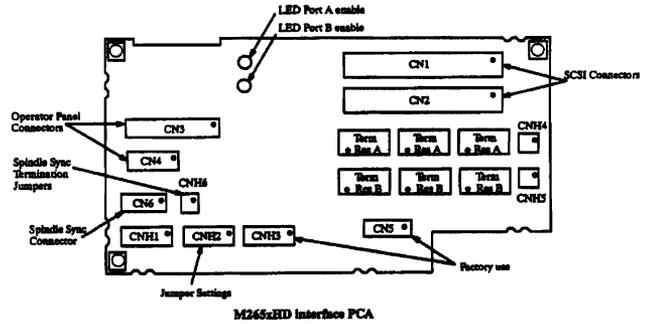 LED Port A enable
LED Port B enable
CN1
SCSI Connectors
CN2
Operator Panel
Connectors
CN3
Term
Res A
Term
Res A
Term
Res A
CNH4
Spindle Sync
Termination
Jumpers
CN4
CNH6
Term
Res B
Term
Res B
Term
Res B
CNH5
CN6
Spindle Sync
Connector
CNH1
CNH2
CNH3
CN5
Factory use
Jumper Settings
M265xHD interface PCA